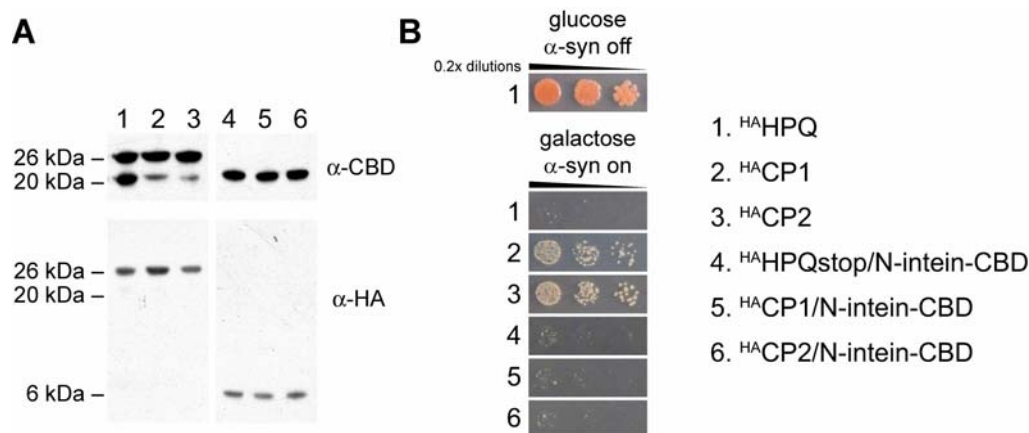 A
1 2 3 4 5 6
26 kDa –
20 kDa –
α-CBD
26 kDa –
20 kDa –
α-HA
6 kDa –
B
glucose
α-syn off
0.2x dilutions
1
galactose
α-syn on
1
2
3
4
5
6
1. HAHPQ
2. HACP1
3. HACP2
4. HAHPQstop/N-intein-CBD
5. HACP1/N-intein-CBD
6. HACP2/N-intein-CBD